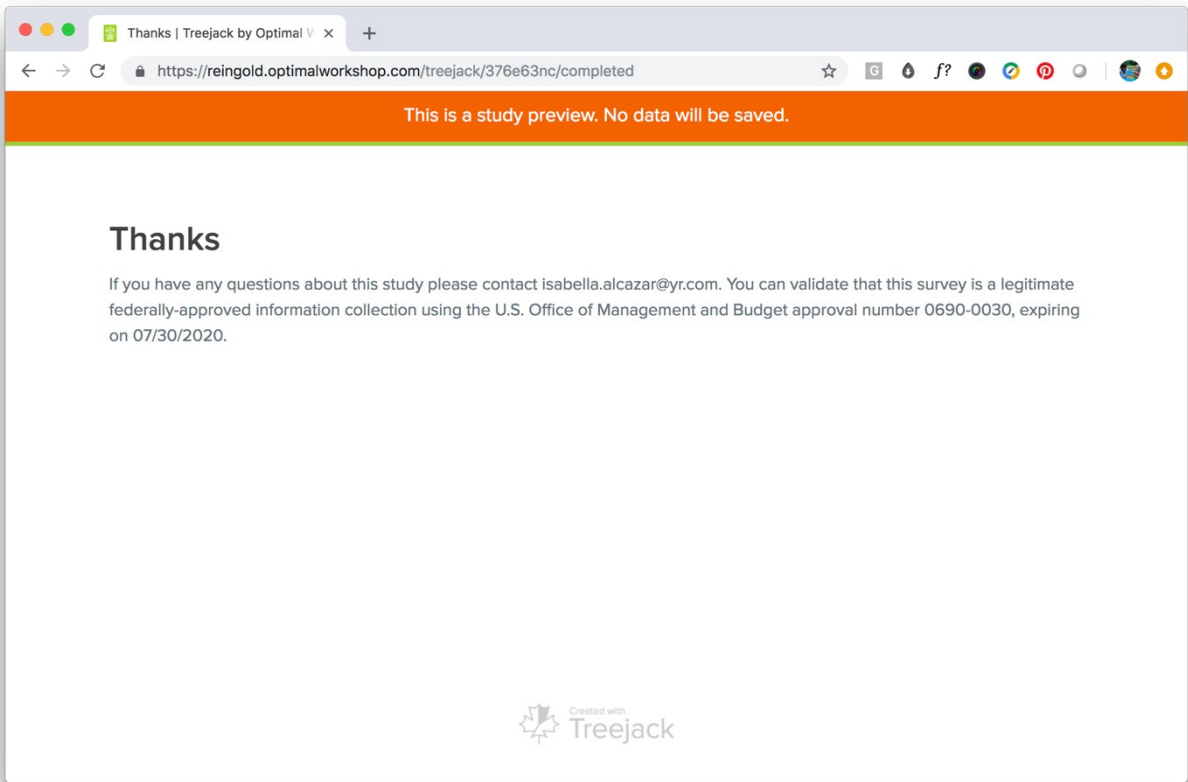 Thanks | Treejack by Optimal W
https://reingold.optimalworkshop.com/treejack/376e63nc/completed
G
f?
This is a study preview. No data will be saved.
Thanks
If you have any questions about this study please contact isabella.alcazar@yr.com. You can validate that this survey is a legitimate
federally-approved information collection using the U.S. Office of Management and Budget approval number 0690-0030, expiring
on 07/30/2020.
Created with
Treejack